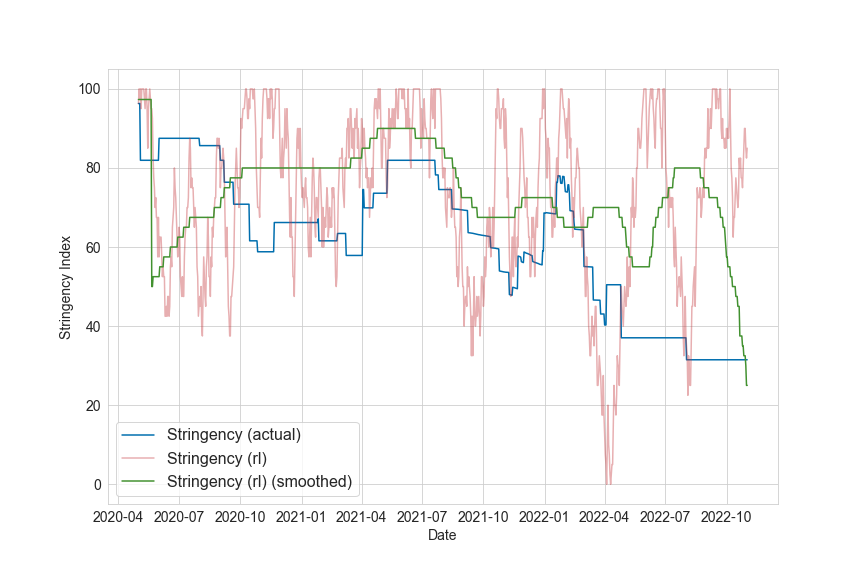 100
80
60
40
20
0
Stringency Index
Stringency (actual)
Stringency (rl)
Stringency (rl) (smoothed)
2020-04 2020-07 2020-10 2021-01 2021-04 2021-07 2021-10 2022-01 2022-04 2022-07 2022-10
Date